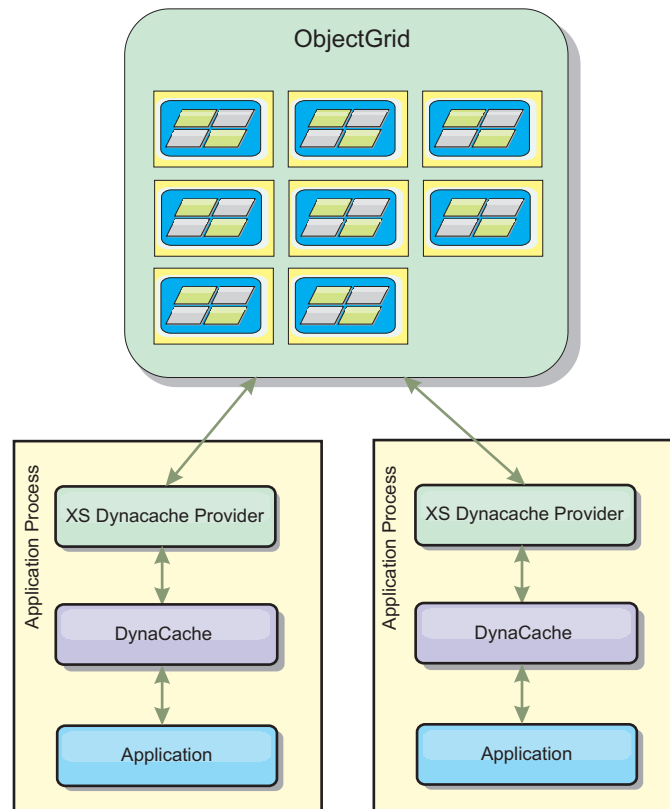 ObjectGrid
Application Process
XS Dynacache Provider
DynaCache
Application
Application Process
XS Dynacache Provider
DynaCache
Application